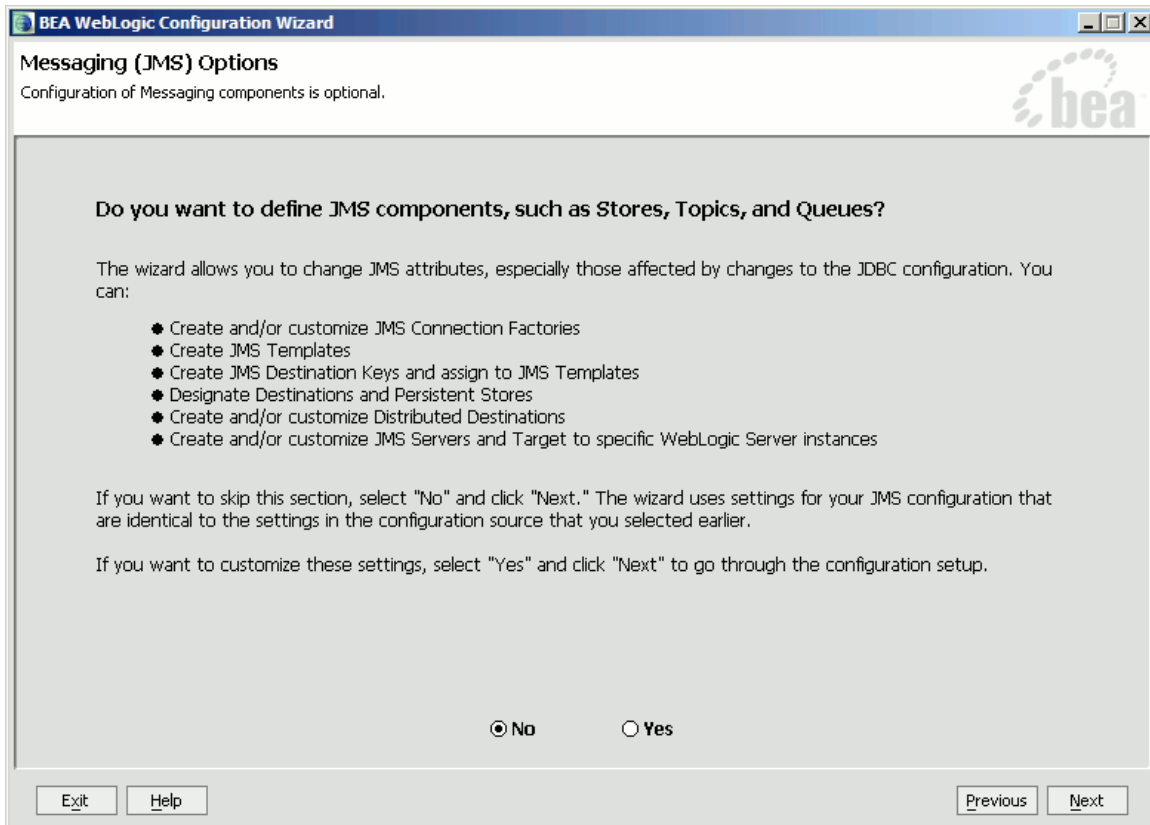 BEA WebLogic Configuration Wizard
Messaging (JMS) Options
Configuration of Messaging components is optional.
bea
Do you want to define JMS components, such as Stores, Topics, and Queues?
The wizard allows you to change JMS attributes, especially those affected by changes to the JDBC configuration. You
can:
Create and/or customize JMS Connection Factories
Create JMS Templates
Create JMS Destination Keys and assign to JMS Templates
Designate Destinations and Persistent Stores
Create and/or customize Distributed Destinations
Create and/or customize JMS Servers and Target to specific WebLogic Server instances
If you want to skip this section, select "No" and click "Next." The wizard uses settings for your JMS configuration that
are identical to the settings in the configuration source that you selected earlier.
If you want to customize these settings, select "Yes" and click "Next" to go through the configuration setup.
No Yes
Exit Help Previous Next